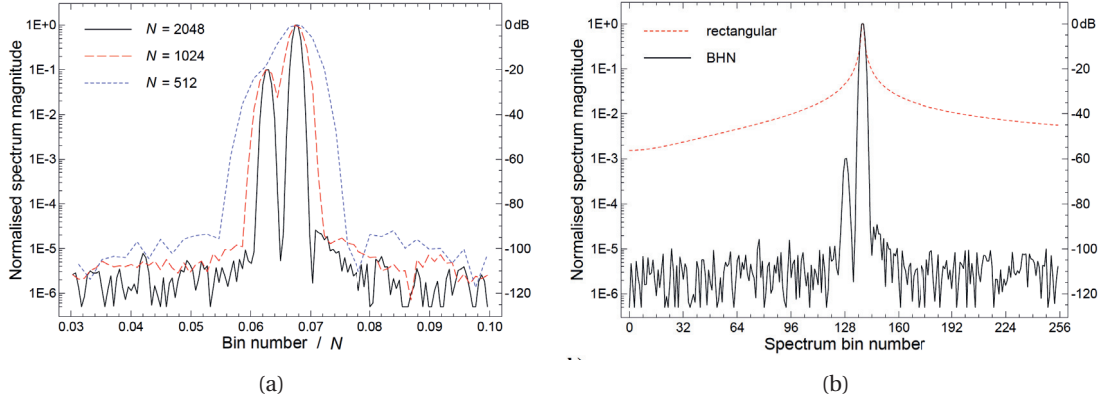 1E+0
1E-1
1E-2
1E-3
1E-4
1E-5
1E-6
Normalised spectrum magnitude
N = 2048
N = 1024
N = 512
0 dB
-20
-40
-60
-80
-100
-120
0.03 0.04 0.05 0.06 0.07 0.08 0.09 0.10
Bin number / N
(a)
1E+0
1E-1
1E-2
1E-3
1E-4
1E-5
1E-6
Normalised spectrum magnitude
rectangular
BHN
0 dB
-20
-40
-60
-80
-100
-120
0 32 64 96 128 160 192 224 256
Spectrum bin number
(b)